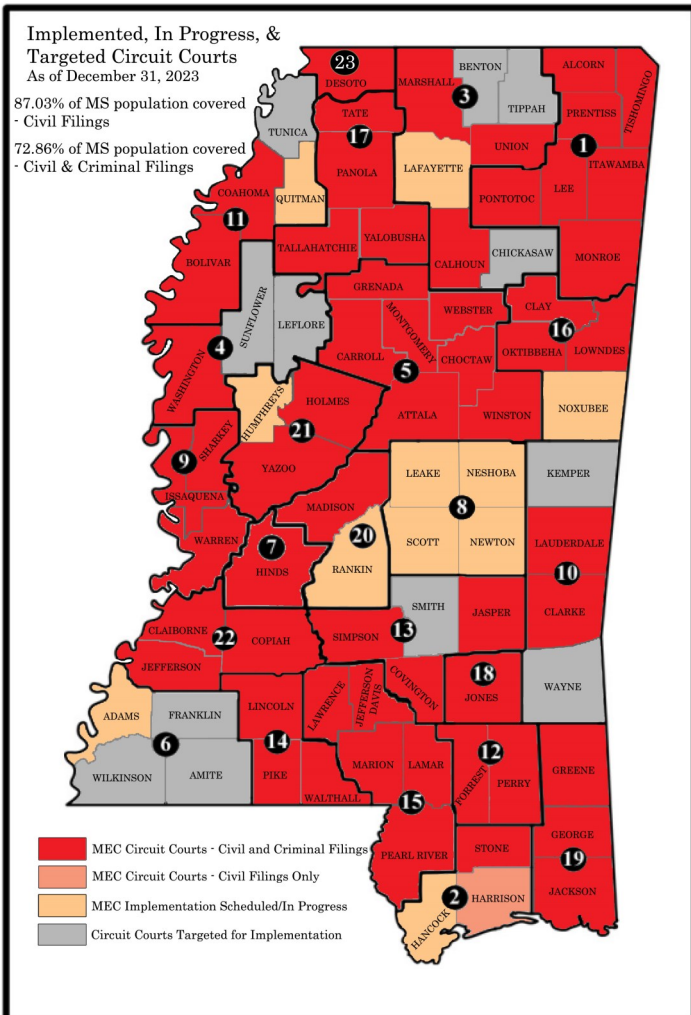 Implemented, In Progress, &
Targeted Circuit Courts
As of December 31, 2023
87.03% of MS population covered
- Civil Filings
72.86% of MS population covered
- Civil & Criminal Filings
23
DESOTO
MARSHALL
BENTON
3
TIPPAH
ALCORN
TISHOMINGO
PRENTISS
1
TUNICA
TATE
17
PANOLA
LAFAYETTE
UNION
ITAWAMBA
LEE
PONTOTOC
QUITMAN
COAHOMA
11
BOLIVAR
TALLAHATCHIE
YALOBUSHA
CALHOUN
CHICKASAW
MONROE
GRENADA
SUNFLOWER
LEFLORE
4
WASHINGTON
MONTGOMERY
WEBSTER
CLAY
16
CARROLL
5
CHOCTAW
OKTIBBEHA
LOWNDES
HUMPHREYS
HOLMES
21
ATTALA
WINSTON
NOXUBEE
YAZOO
9
SHARKEY
ISSAQUENA
LEAKE
NESHOBA
KEMPER
8
MADISON
WARREN
7
HINDS
20
RANKIN
SCOTT
NEWTON
LAUDERDALE
10
CLARKE
SMITH
JASPER
SIMPSON
13
CLAIBORNE
22
COPIAH
JEFFERSON
COVINGTON
18
JONES
WAYNE
LAWRENCE
JEFFERSON
DAVIS
LINCOLN
ADAMS
FRANKLIN
6
WILKINSON
AMITE
14
PIKE
WALTHALL
MARION
LAMAR
15
12
FORREST
PERRY
GREENE
GEORGE
19
JACKSON
PEARL RIVER
STONE
2
HARRISON
HANCOCK
MEC Circuit Courts - Civil and Criminal Filings
MEC Circuit Courts - Civil Filings Only
MEC Implementation Scheduled/In Progress
Circuit Courts Targeted for Implementation